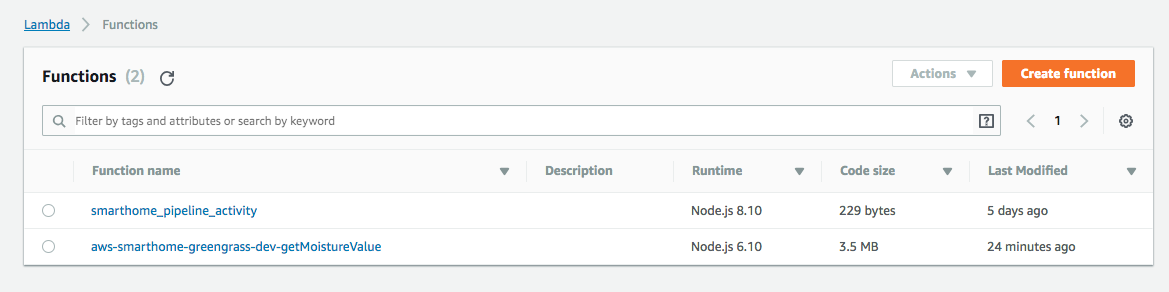 Lambda > Functions
Functions (2) Actions Create function
Filter by tags and attributes or search by keyword ? < 1 >
Function name Description Runtime Code size Last Modified
smarthome_pipeline_activity Node.js 8.10 229 bytes 5 days ago
aws-smarthome-greengrass-dev-getMoistureValue Node.js 6.10 3.5 MB 24 minutes ago